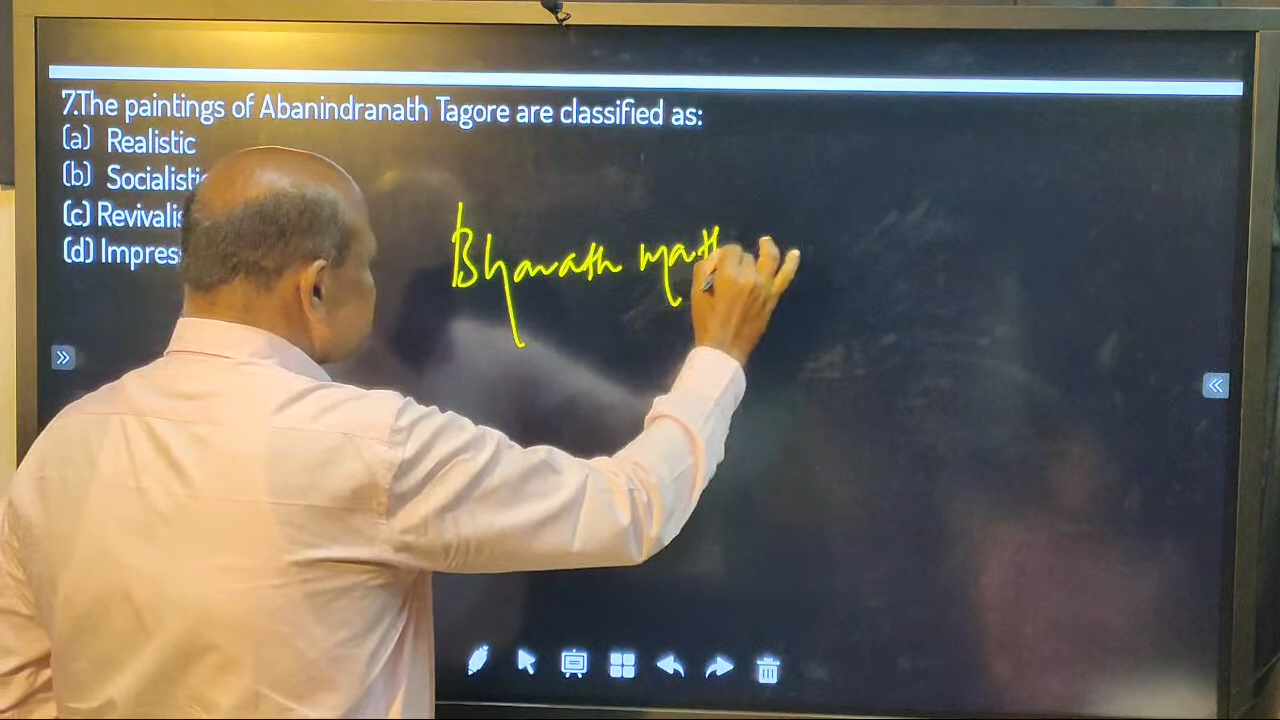 7.The paintings of Abanindranath Tagore are classified as:
(a) Realistic
(b) Socialisti
(c) Revivalis
(d) Impres
Bharath math